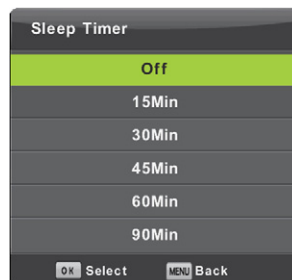 Sleep Timer
Off
15Min
30Min
45Min
60Min
90Min
OK Select MENU Back